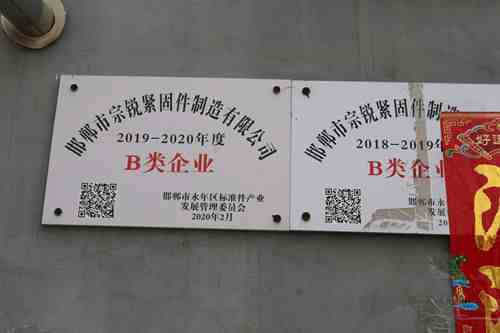 邯郸市宗锐紧固件制造有限公司
2019-2020年度
B类企业
邯郸市永年区标准件产业
发展管理委员会
2020年2月
邯郸市宗锐紧固件制造
2018-2019年
B类企业
邯郸市永年
发展
20
好运